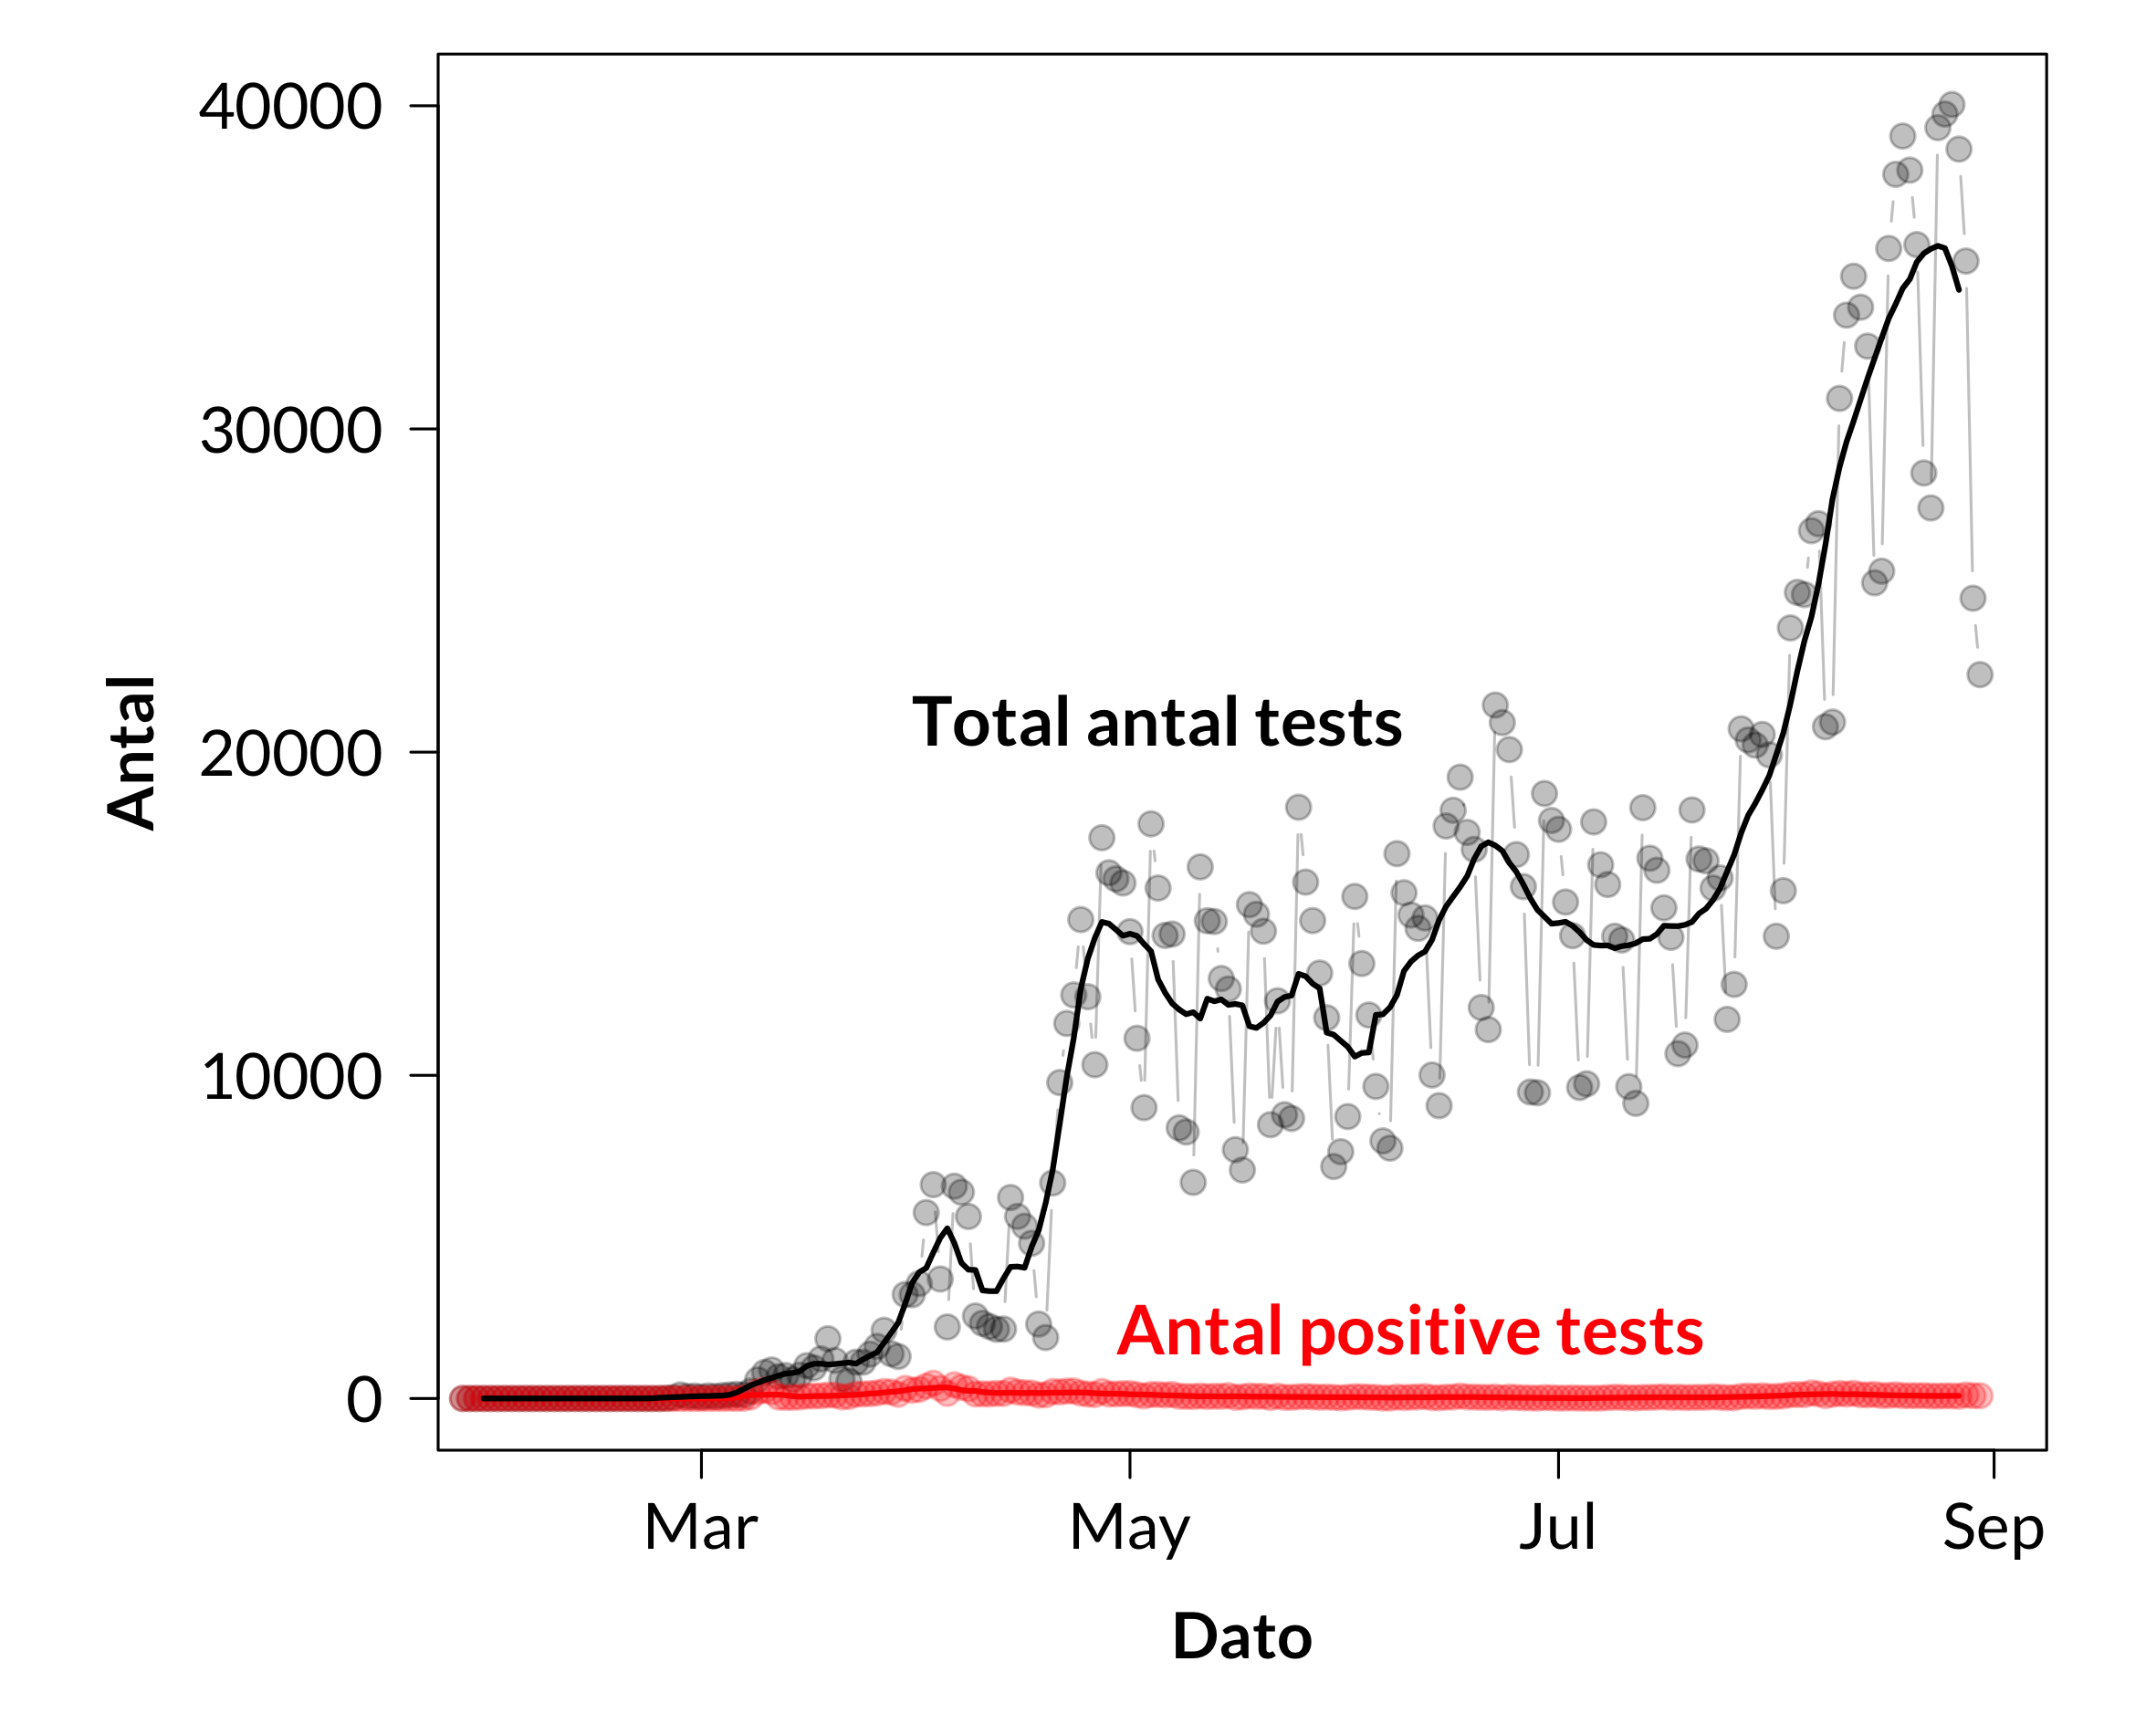 40000
30000
20000
10000
0
Antal
Total antal tests
Antal positive tests
Mar
May
Jul
Sep
Dato